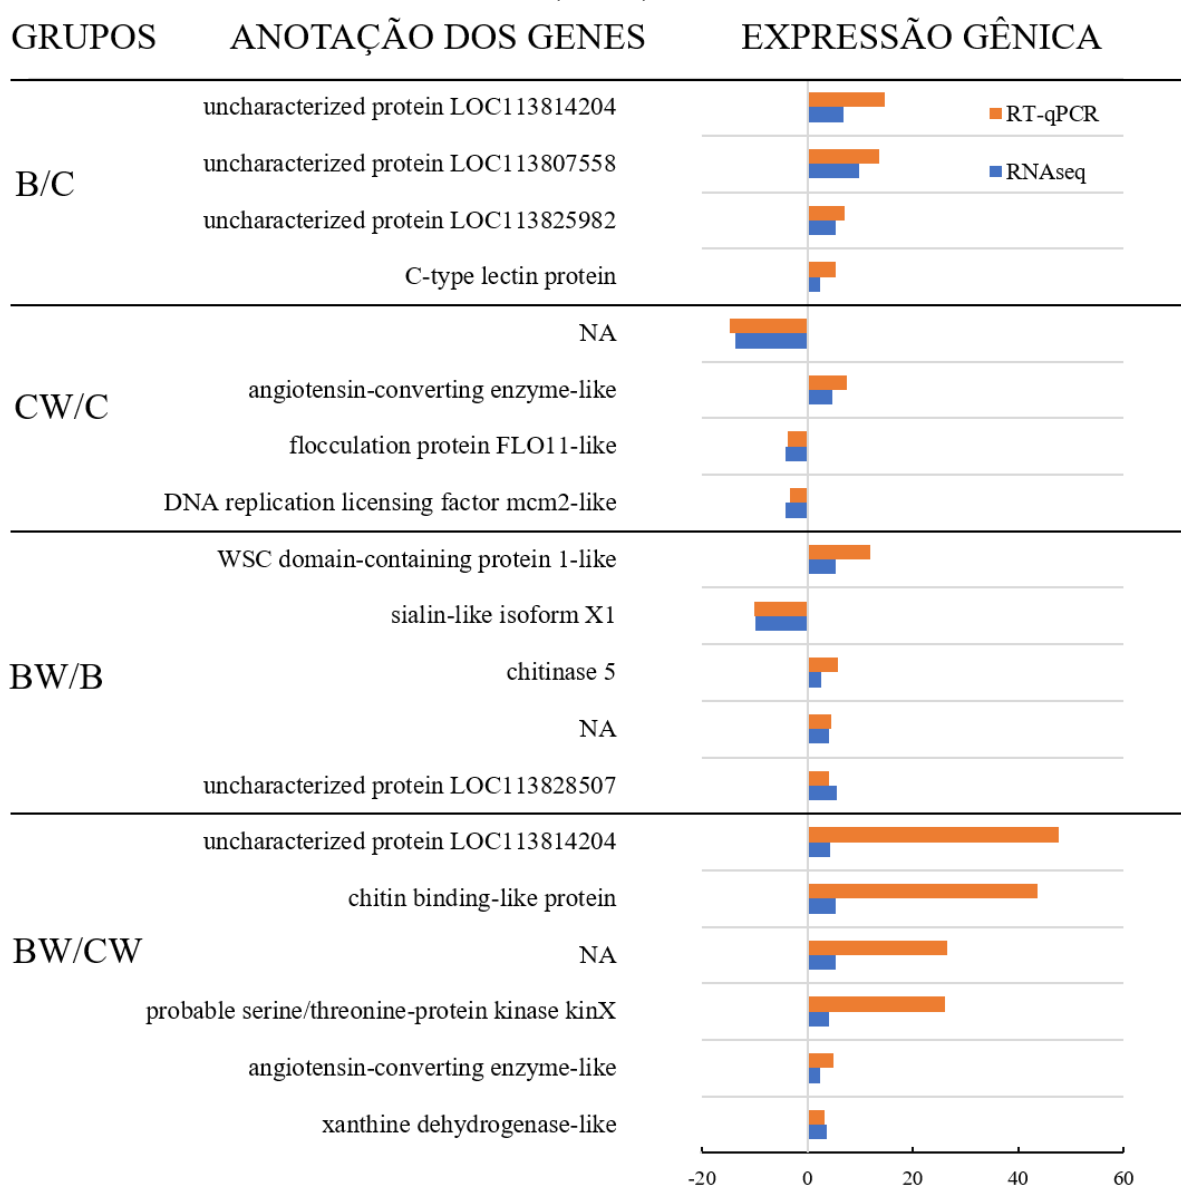 GRUPOS ANOTAÇÃO DOS GENES EXPRESSÃO GÊNICA
uncharacterized protein LOC113814204
RT-qPCR
uncharacterized protein LOC113807558
RNAseq
B/C
uncharacterized protein LOC113825982
C-type lectin protein
NA
angiotensin-converting enzyme-like
CW/C
flocculation protein FLO11-like
DNA replication licensing factor mcm2-like
WSC domain-containing protein 1-like
sialin-like isoform X1
BW/B
chitinase 5
NA
uncharacterized protein LOC113828507
uncharacterized protein LOC113814204
chitin binding-like protein
BW/CW
NA
probable serine/threonine-protein kinase kinX
angiotensin-converting enzyme-like
xanthine dehydrogenase-like
-20 0 20 40 60